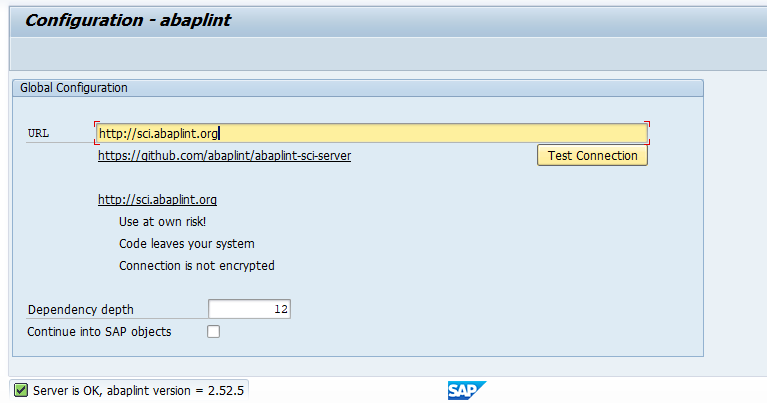 Configuration - abaplint
Global Configuration
URL http://sci.abaplint.org
https://github.com/abaplint/abaplint-sci-server Test Connection
http://sci.abaplint.org
Use at own risk!
Code leaves your system
Connection is not encrypted
Dependency depth 12
Continue into SAP objects
Server is OK, abaplint version = 2.52.5 SAP